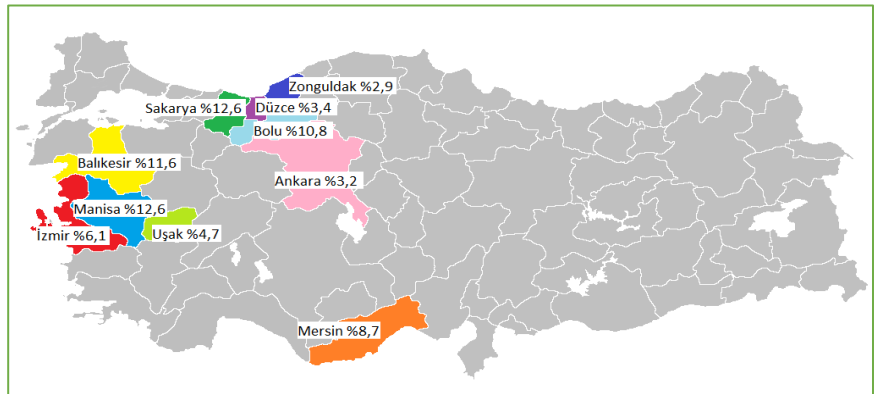 Zonguldak %2,9
Sakarya %12,6
Düzce %3,4
Bolu %10,8
Balıkesir %11,6
Ankara %3,2
Manisa %12,6
İzmir %6,1
Uşak %4,7
Mersin %8,7